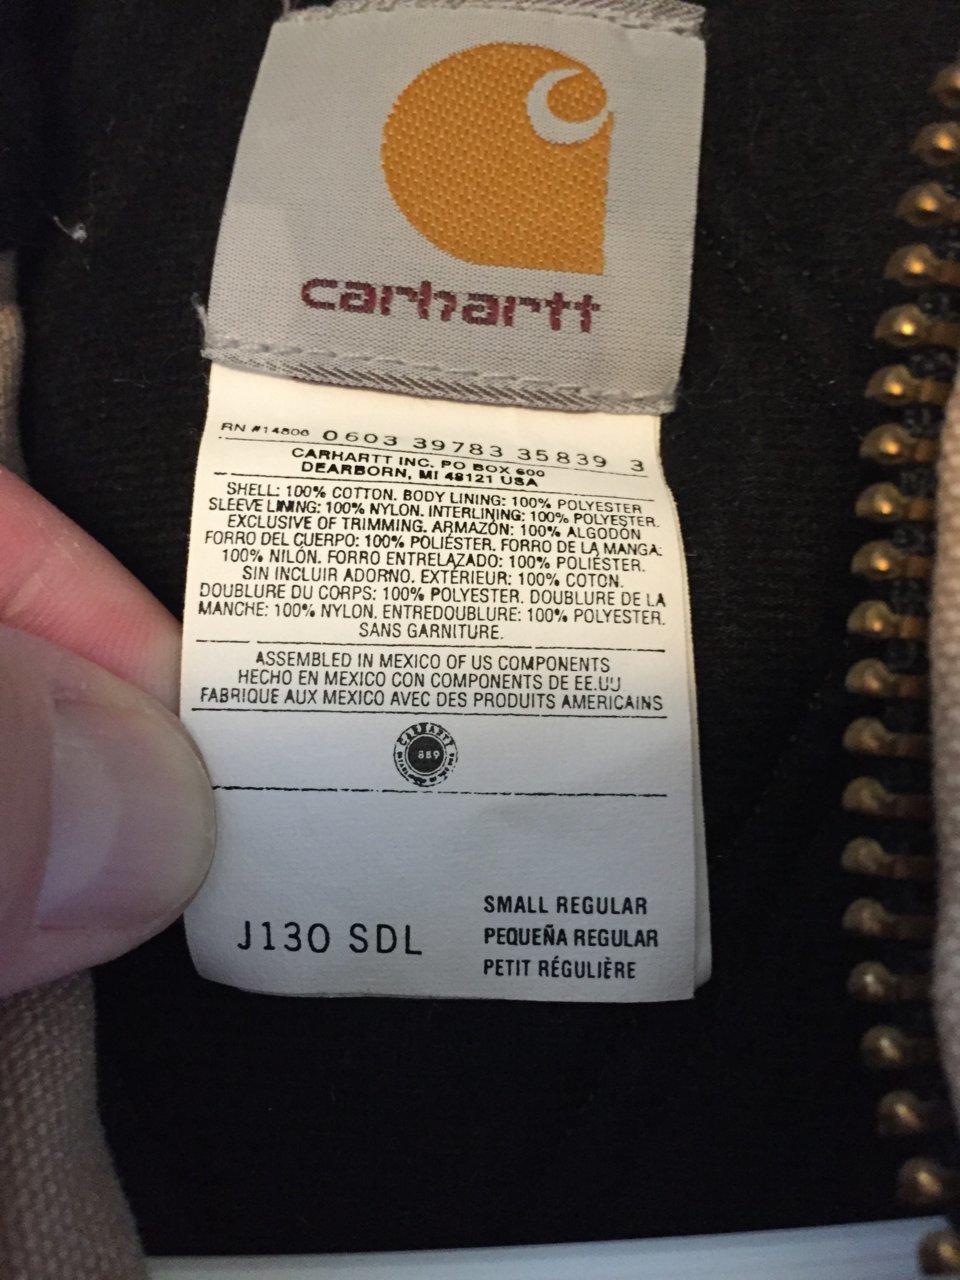 carhartt
RN #14806 0603 39783 35839 3
CARHARTT INC. PO BOX 600
DEARBORN, MI 48121 USA
SHELL: 100% COTTON. BODY LINING: 100% POLYESTER
SLEEVE LINING: 100% NYLON. INTERLINING: 100% POLYESTER.
EXCLUSIVE OF TRIMMING. ARMAZÓN: 100% ALGODÓN
FORRO DEL CUERPO: 100% POLIÉSTER. FORRO DE LA MANGA:
100% NILÓN. FORRO ENTRELAZADO: 100% POLIÉSTER.
SIN INCLUIR ADORNO. EXTÉRIEUR: 100% COTON.
DOUBLURE DU CORPS: 100% POLYESTER. DOUBLURE DE LA
MANCHE: 100% NYLON. ENTREDOUBLURE: 100% POLYESTER.
SANS GARNITURE.
ASSEMBLED IN MEXICO OF US COMPONENTS
HECHO EN MEXICO CON COMPONENTS DE EE.UU
FABRIQUE AUX MEXICO AVEC DES PRODUITS AMERICAINS
CARHARTT
889
J130 SDL
SMALL REGULAR
PEQUEÑA REGULAR
PETIT RÉGULIÈRE